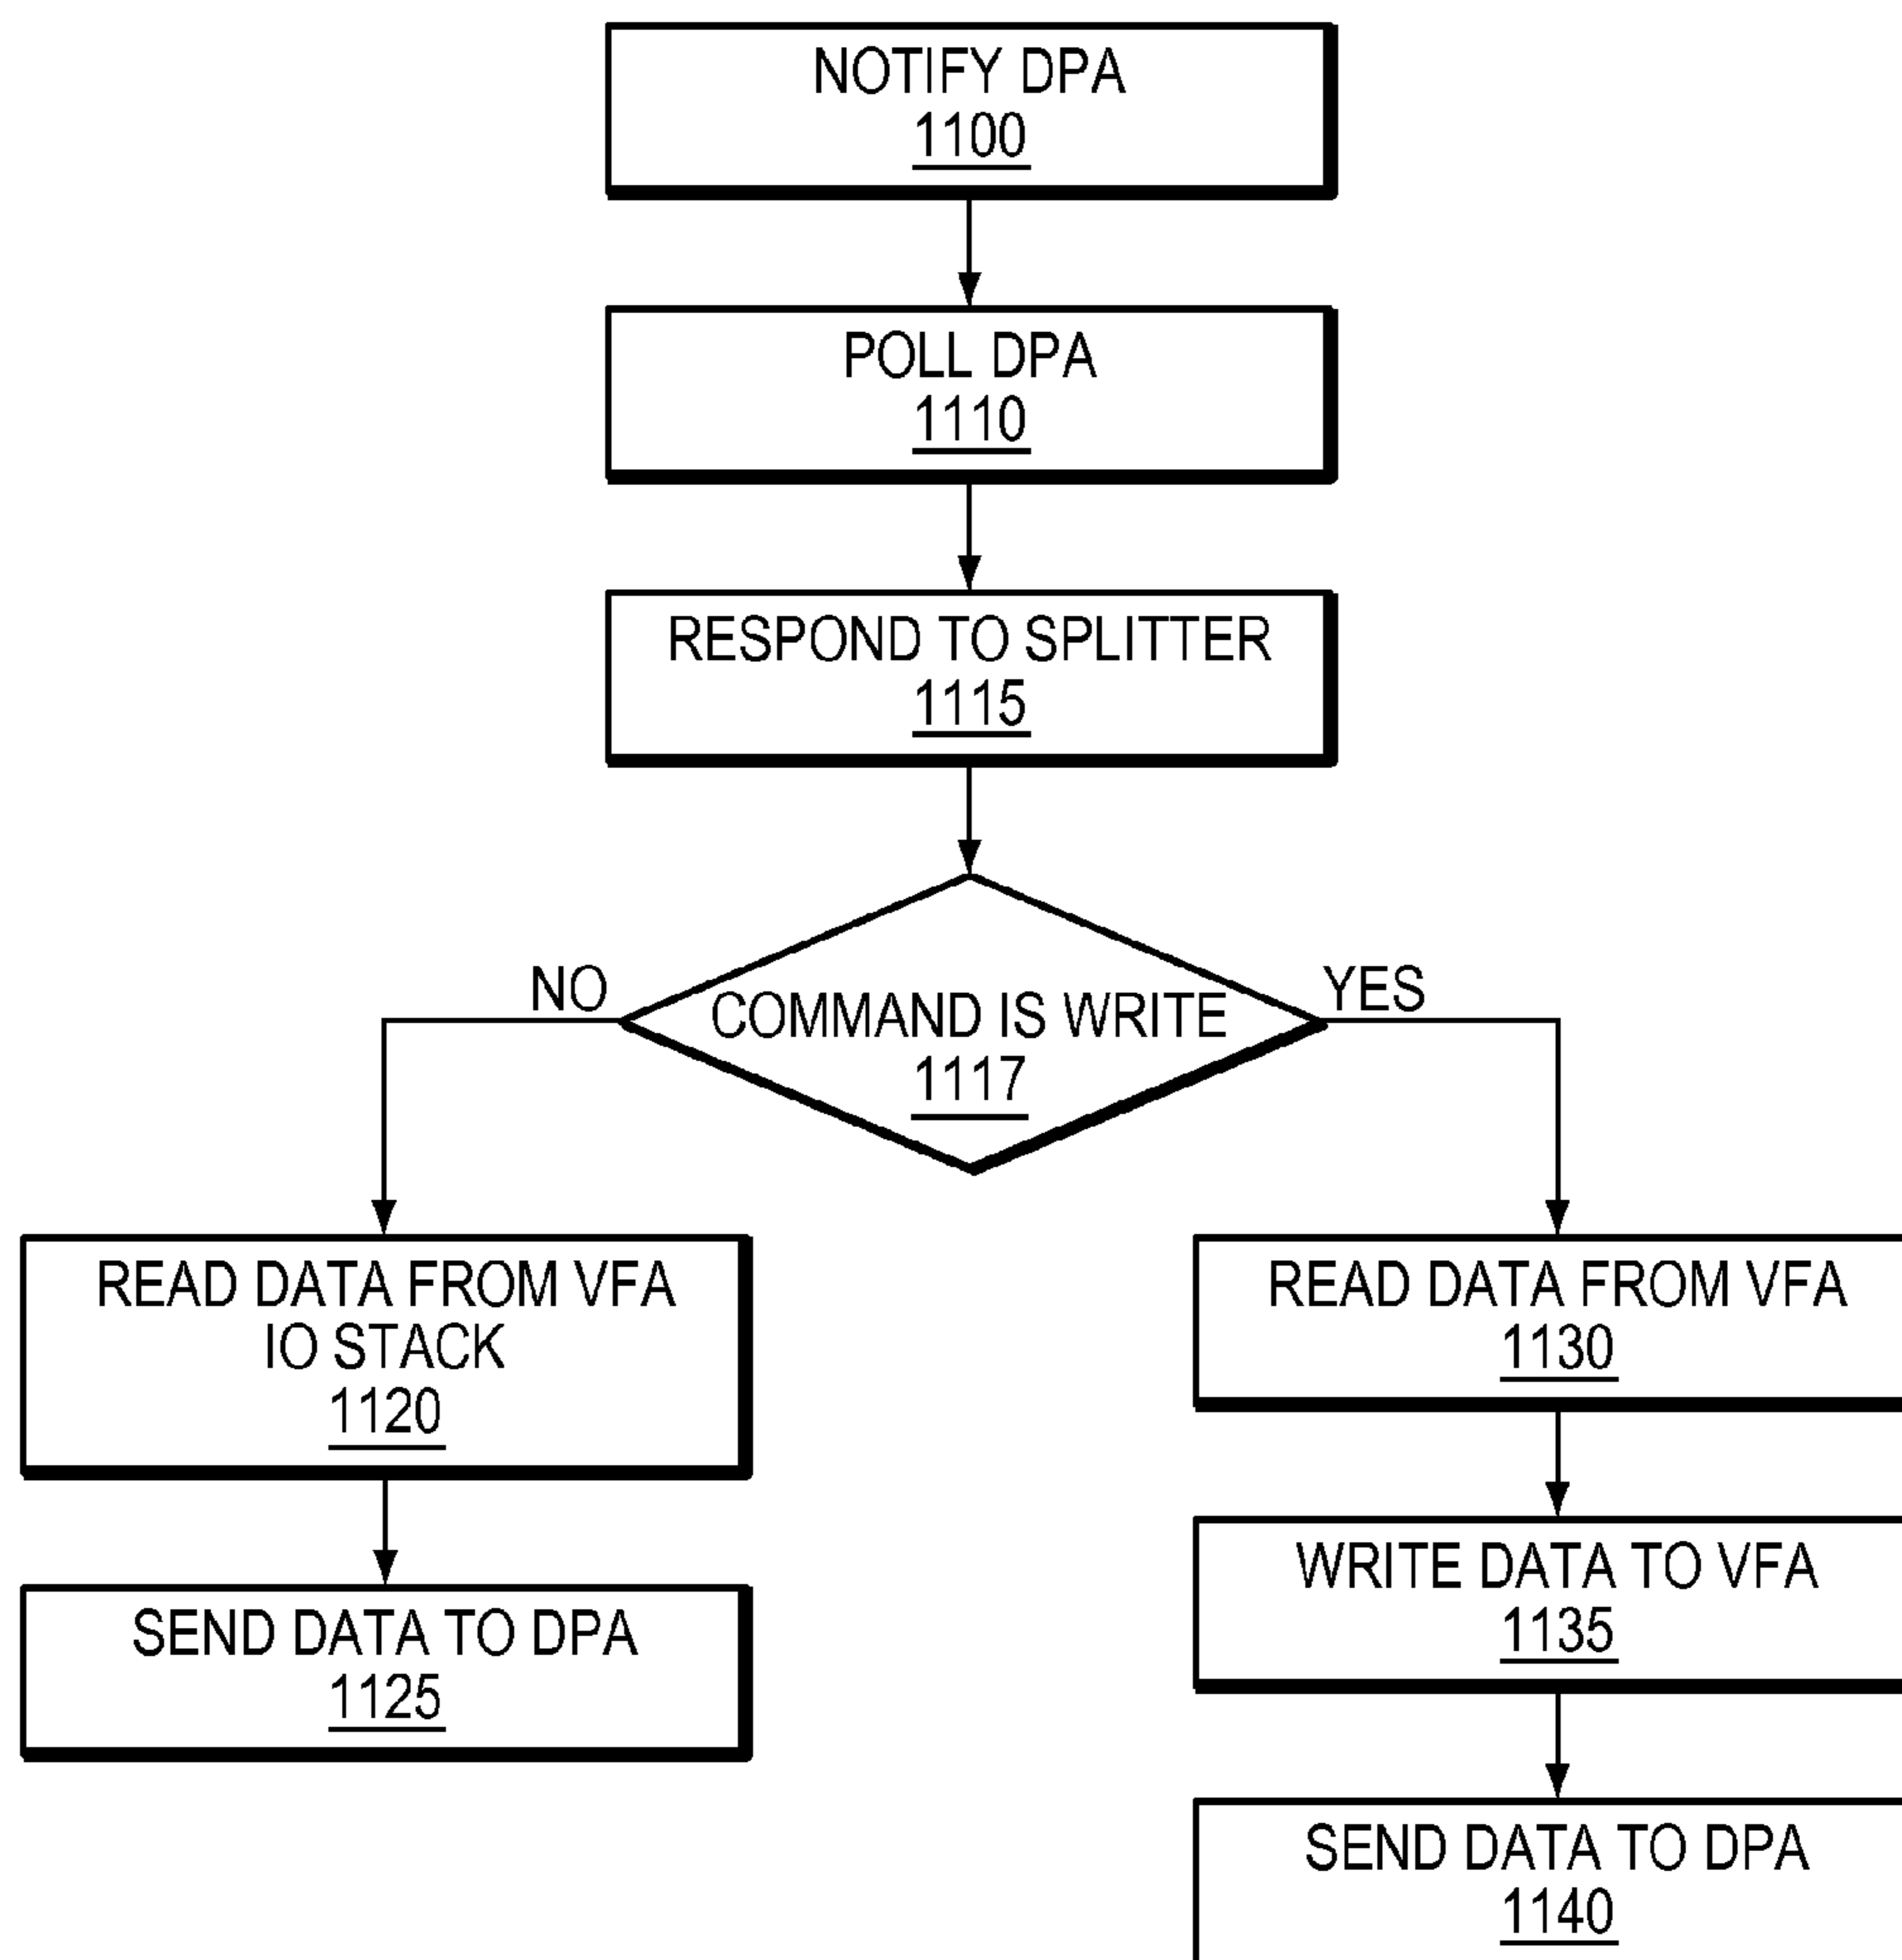 NOTIFY DPA
1100
POLL DPA
1110
RESPOND TO SPLITTER
1115
NO
YES
COMMAND IS WRITE
1117
READ DATA FROM VFA
IO STACK
1120
SEND DATA TO DPA
1125
READ DATA FROM VFA
1130
WRITE DATA TO VFA
1135
SEND DATA TO DPA
1140